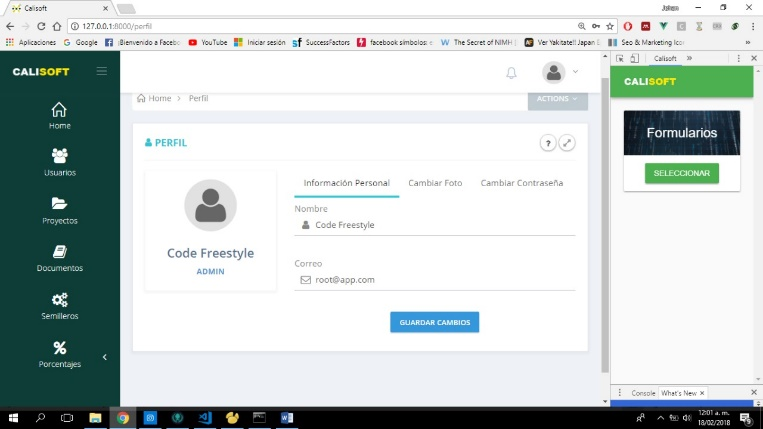 Calisoft
Julian
127.0.0.1:8000/perfil
Aplicaciones
Google
¡Bienvenido a Facebo
YouTube
Iniciar sesión
SuccessFactors
facebook símbolos: e
The Secret of NIMH
Ver Yakitate!! Japan E
Seo & Marketing Ico
CALISOFT
Home
Usuarios
Proyectos
Documentos
Semilleros
Porcentajes
Home > Perfil
ACTIONS
PERFIL
?
Code Freestyle
ADMIN
Información Personal
Cambiar Foto
Cambiar Contraseña
Nombre
Code Freestyle
Correo
root@app.com
GUARDAR CAMBIOS
Calisoft
CALISOFT
Formularios
SELECCIONAR
Console
What's New
12:01 a. m.
18/02/2018